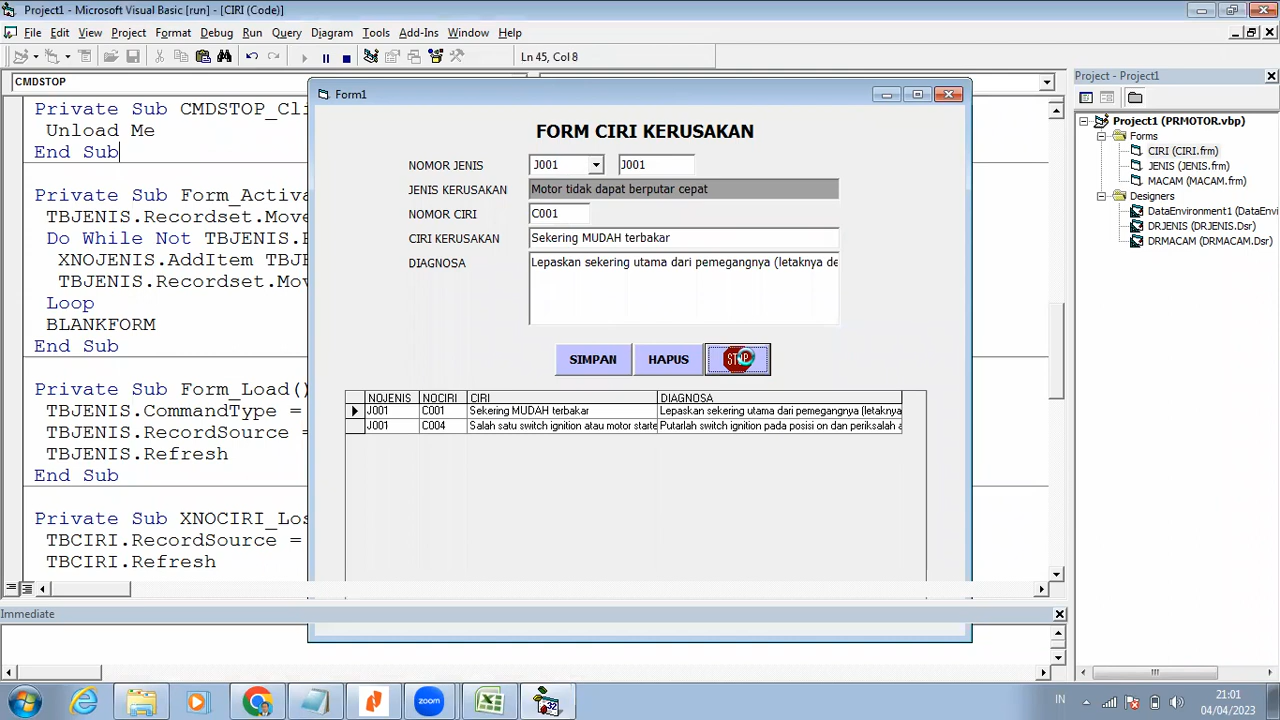 Project1 - Microsoft Visual Basic [run] - [CIRI (Code)]
File Edit View Project Format Debug Run Query Diagram Tools Add-Ins Window Help
Ln 45, Col 8
CMDSTOP
Private Sub CMDSTOP_Cli
Unload Me
End Sub
Private Sub Form_Activa
TBJENIS.Recordset.Move
Do While Not TBJENIS.
XNOJENIS.AddItem TBJE
TBJENIS.Recordset.Mov
Loop
BLANKFORM
End Sub
Private Sub Form_Load()
TBJENIS.CommandType =
TBJENIS.RecordSource =
TBJENIS.Refresh
End Sub
Private Sub XNOCIRI_Los
TBCIRI.RecordSource =
TBCIRI.Refresh
Form1
FORM CIRI KERUSAKAN
NOMOR JENIS J001 J001
JENIS KERUSAKAN Motor tidak dapat berputar cepat
NOMOR CIRI C001
CIRI KERUSAKAN Sekering MUDAH terbakar
DIAGNOSA Lepaskan sekering utama dari pemegangnya (letaknya de
SIMPAN HAPUS STOP
NOJENIS NOCIRI CIRI DIAGNOSA
J001 C001 Sekering MUDAH terbakar Lepaskan sekering utama dari pemegangnya (letaknya
J001 C004 Salah satu switch ignition atau motor starte Putarlah switch ignition pada posisi on dan periksalah a
Project - Project1
Project1 (PRMOTOR.vbp)
Forms
CIRI (CIRI.frm)
JENIS (JENIS.frm)
MACAM (MACAM.frm)
Designers
DataEnvironment1 (DataEnvi
DRJENIS (DRJENIS.Dsr)
DRMACAM (DRMACAM.Dsr)
Immediate
zoom
32
IN
21:01
04/04/2023